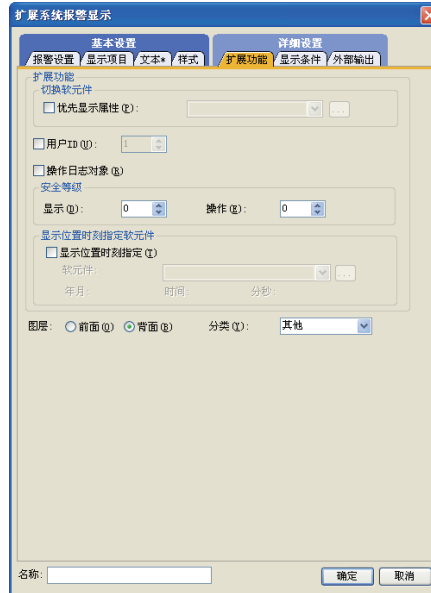 扩展系统报警显示
基本设置 详细设置
报警设置 显示项目 文本* 样式 扩展功能 显示条件 外部输出
扩展功能
切换软元件
优先显示属性(P): ...
用户ID(U): 1
操作日志对象(R)
安全等级
显示(D): 0 操作(E): 0
显示位置时刻指定软元件
显示位置时刻指定(T)
软元件: ...
年月: 时间: 分秒:
图层: 前面(O) 背面(B) 分类(Y): 其他
名称: 确定 取消